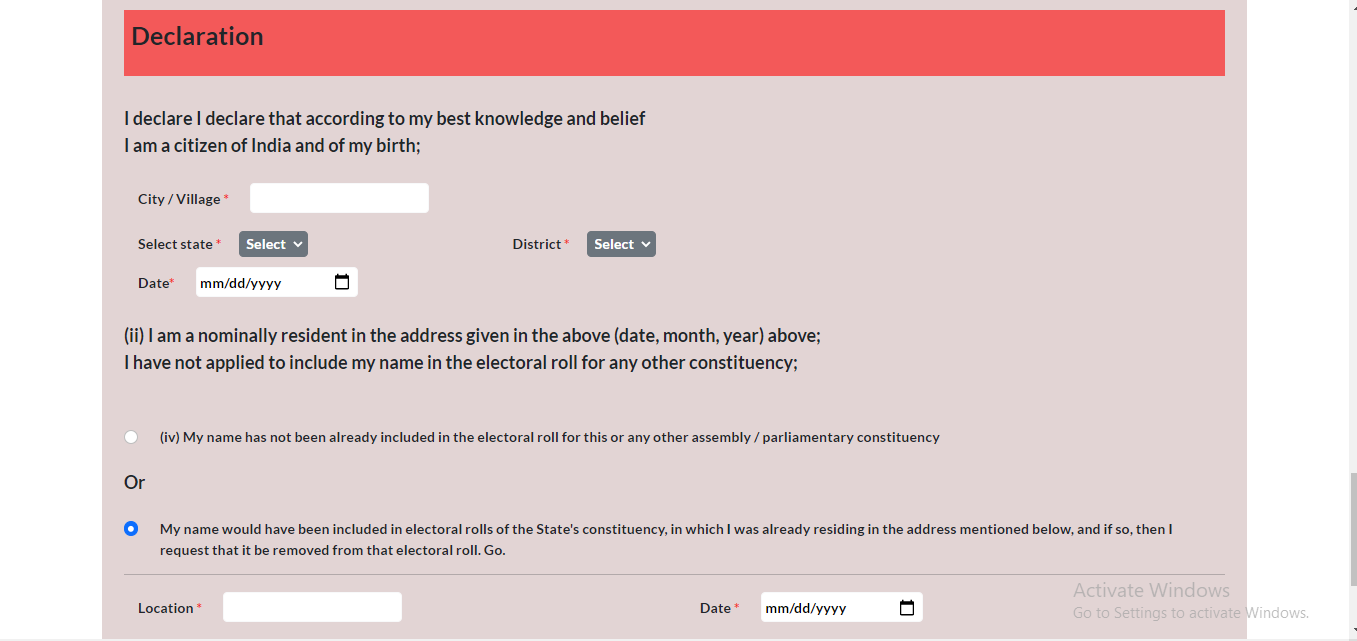 Declaration
I declare I declare that according to my best knowledge and belief
I am a citizen of India and of my birth;
City / Village *
Select state * Select District * Select
Date* mm/dd/yyyy
(ii) I am a nominally resident in the address given in the above (date, month, year) above;
I have not applied to include my name in the electoral roll for any other constituency;
(iv) My name has not been already included in the electoral roll for this or any other assembly / parliamentary constituency
Or
My name would have been included in electoral rolls of the State's constituency, in which I was already residing in the address mentioned below, and if so, then I
request that it be removed from that electoral roll. Go.
Location * Date * mm/dd/yyyy
Activate Windows
Go to Settings to activate Windows.